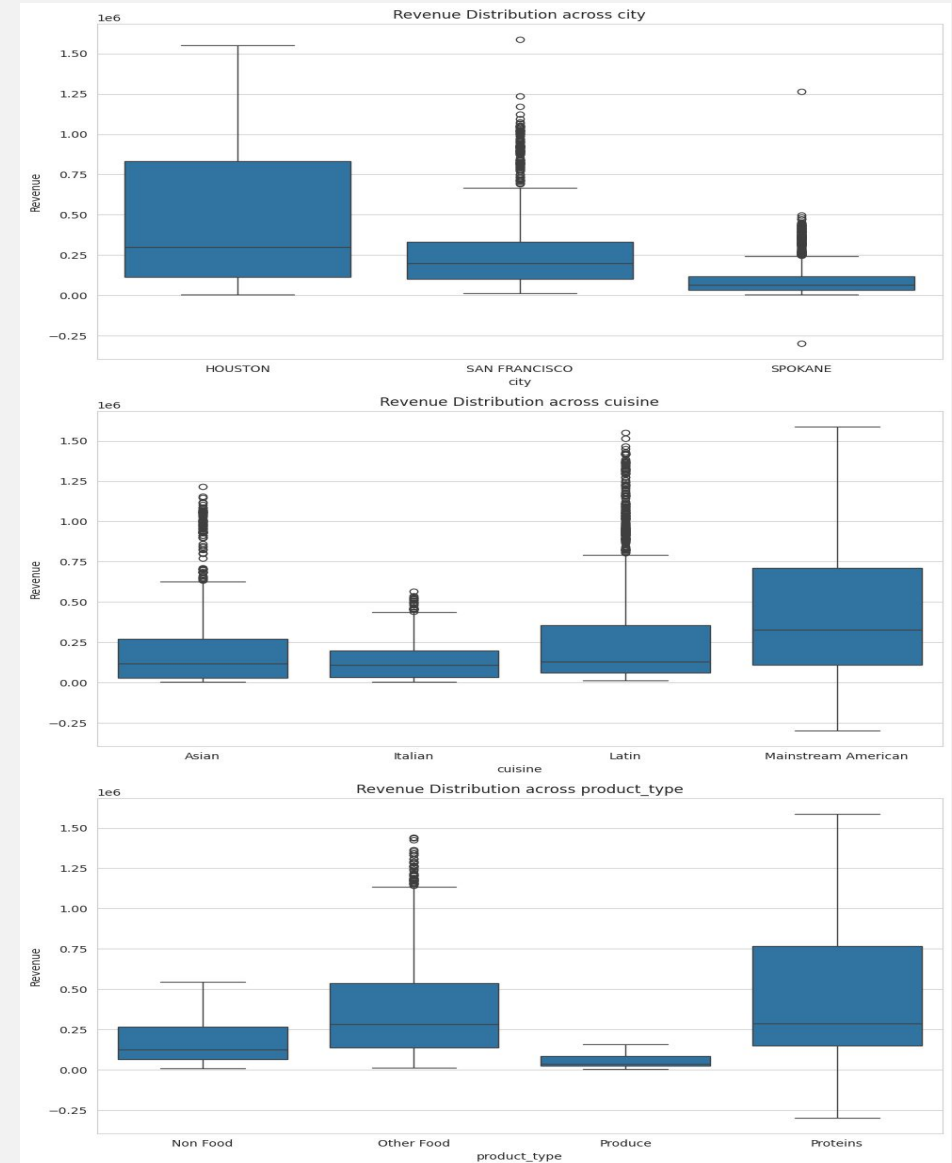 Revenue Distribution across city
1e6
1.50
1.25
1.00
0.75
0.50
0.25
0.00
−0.25
Revenue
HOUSTON SAN FRANCISCO SPOKANE
city
Revenue Distribution across cuisine
1e6
1.50
1.25
1.00
0.75
0.50
0.25
0.00
−0.25
Revenue
Asian Italian Latin Mainstream American
cuisine
Revenue Distribution across product_type
1e6
1.50
1.25
1.00
0.75
0.50
0.25
0.00
−0.25
Revenue
Non Food Other Food Produce Proteins
product_type